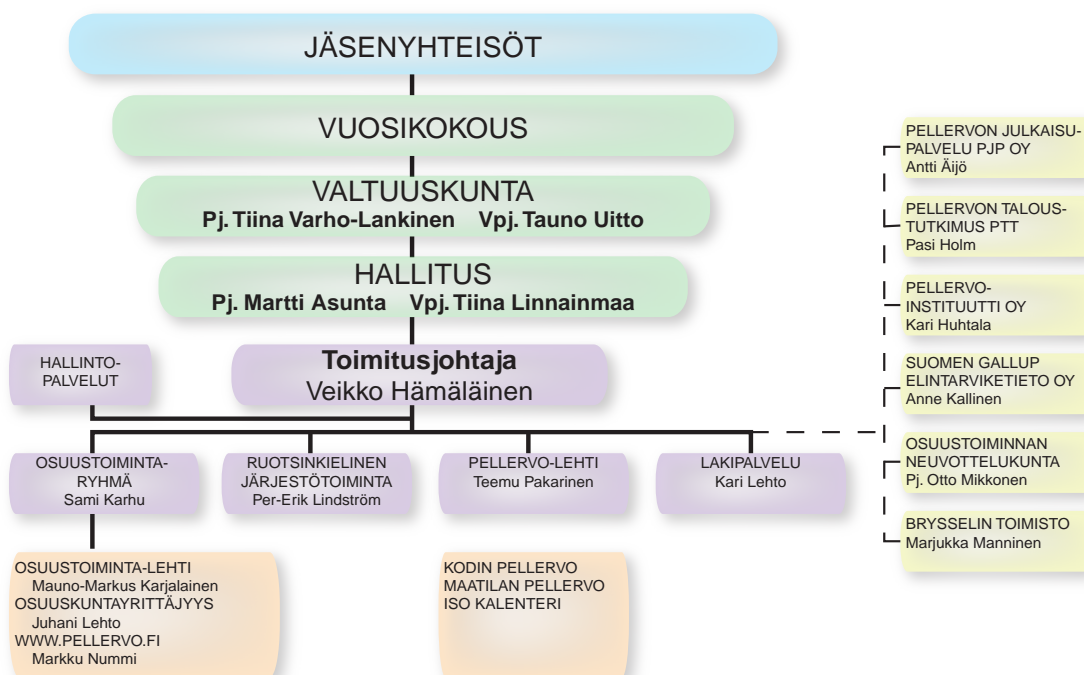 JÄSENYHTEISÖT
VUOSIKOKOUS
VALTUUSKUNTA
Pj. Tiina Varho-Lankinen Vpj. Tauno Uitto
HALLITUS
Pj. Martti Asunta Vpj. Tiina Linnainmaa
Toimitusjohtaja
Veikko Hämäläinen
HALLINTO-
PALVELUT
OSUUSTOIMINTA-
RYHMÄ
Sami Karhu
RUOTSINKIELINEN
JÄRJESTÖTOIMINTA
Per-Erik Lindström
PELLERVO-LEHTI
Teemu Pakarinen
LAKIPALVELU
Kari Lehto
OSUUSTOIMINTA-LEHTI
Mauno-Markus Karjalainen
OSUUSKUNTAYRITTÄJYYS
Juhani Lehto
WWW.PELLERVO.FI
Markku Nummi
KODIN PELLERVO
MAATILAN PELLERVO
ISO KALENTERI
PELLERVON JULKAISU-
PALVELU PJP OY
Antti Äijö
PELLERVON TALOUS-
TUTKIMUS PTT
Pasi Holm
PELLERVO-
INSTITUUTTI OY
Kari Huhtala
SUOMEN GALLUP
ELINTARVIKETIETO OY
Anne Kallinen
OSUUSTOIMINNAN
NEUVOTTELUKUNTA
Pj. Otto Mikkonen
BRYSSELIN TOIMISTO
Marjukka Manninen